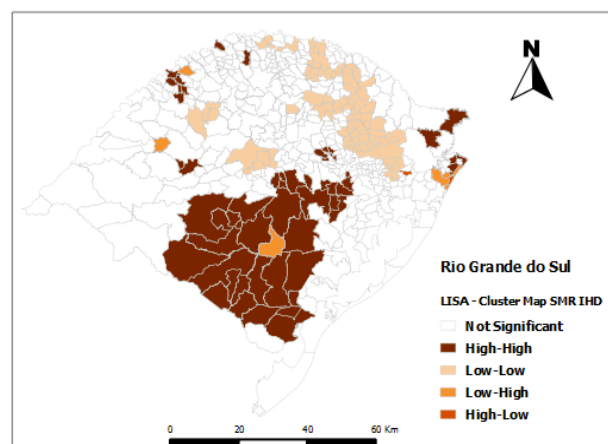 N
Rio Grande do Sul
LISA - Cluster Map SMR IHD
Not Significant
High-High
Low-Low
Low-High
High-Low
0 20 40 60 Km